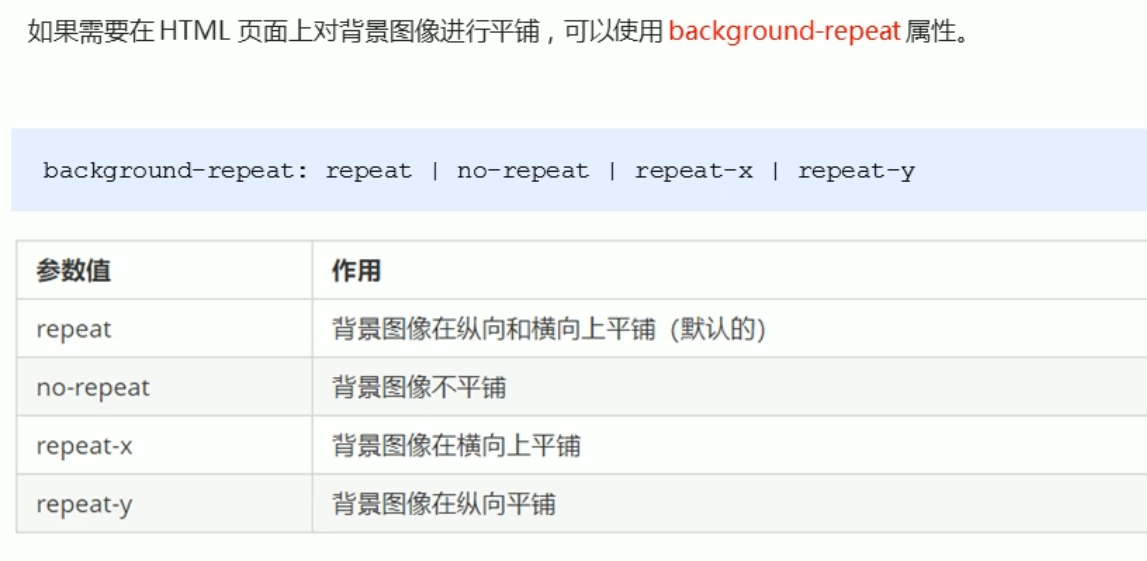 如果需要在 HTML 页面上对背景图像进行平铺，可以使用 background-repeat 属性。
background-repeat: repeat | no-repeat | repeat-x | repeat-y
参数值 作用
repeat 背景图像在纵向和横向上平铺（默认的）
no-repeat 背景图像不平铺
repeat-x 背景图像在横向上平铺
repeat-y 背景图像在纵向平铺